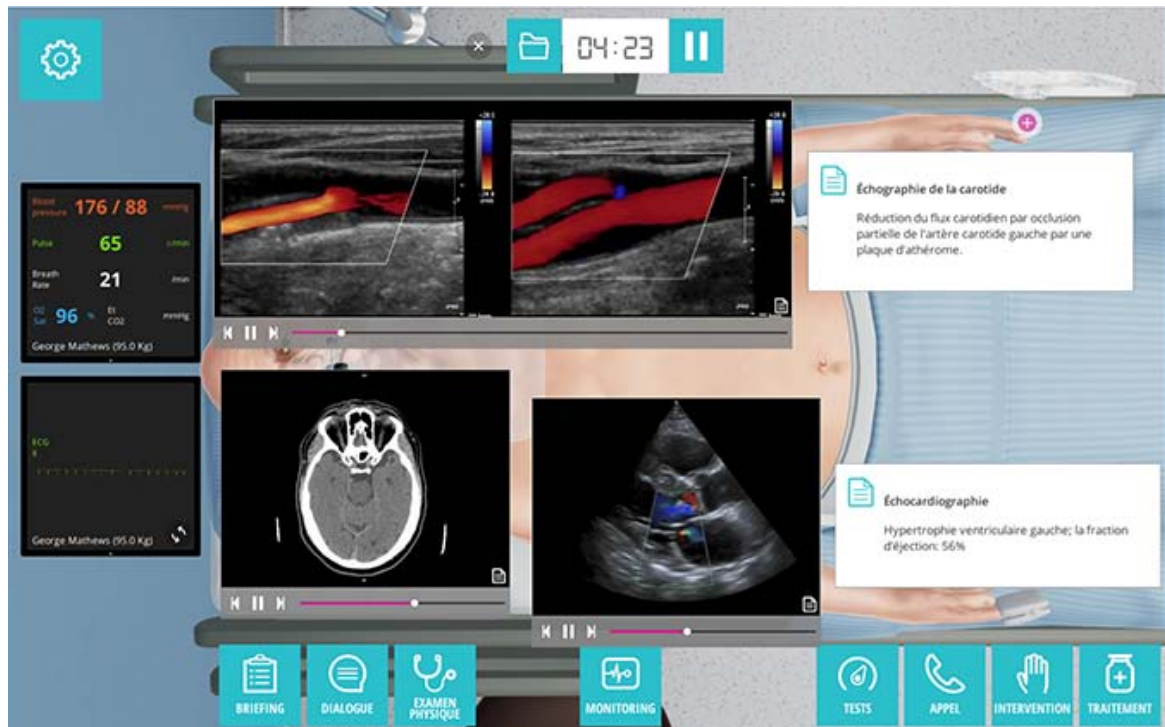 04:23
Échographie de la carotide
Réduction du flux carotidien par occlusion
partielle de l'artère carotide gauche par une
plaque d'athérome.
Blood
pressure 176 / 88 mmHg
Pulse 65 c/min
Breath
Rate 21 /min
O2
Sat 96 % Et
CO2 mmHg
George Mathews (95.0 Kg)
ECG
George Mathews (95.0 Kg)
Échocardiographie
Hypertrophie ventriculaire gauche; la fraction
d'éjection: 56%
BRIEFING
DIALOGUE
EXAMEN
PHYSIQUE
MONITORING
TESTS
APPEL
INTERVENTION
TRAITEMENT